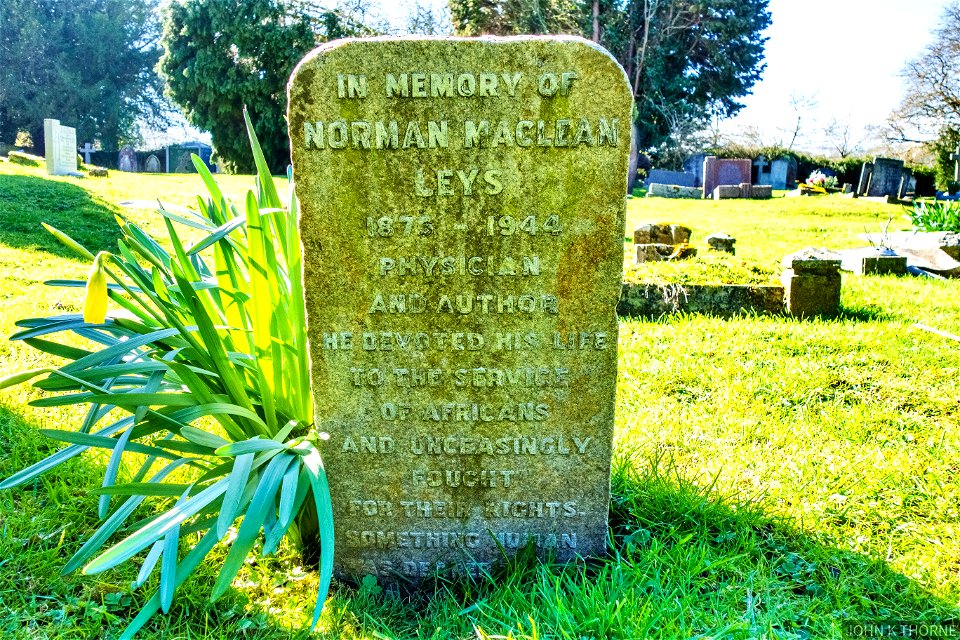 IN MEMORY OF
NORMAN MACLEAN
LEYS
1875 - 1944
PHYSICIAN
AND AUTHOR
HE DEVOTED HIS LIFE
TO THE SERVICE
OF AFRICANS
AND UNCEASINGLY
FOUGHT
FOR THEIR RIGHTS.
SOMETHING HUMAN
JOHN K THORNE